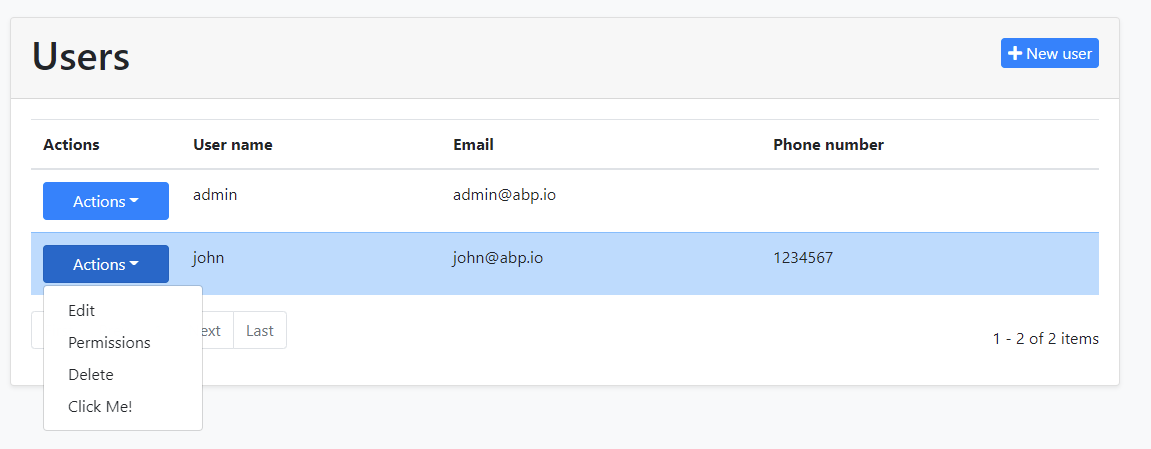 Users
New user
Actions User name Email Phone number
Actions admin admin@abp.io
Actions john john@abp.io 1234567
Edit
Permissions
Delete
Click Me!
Last
1 - 2 of 2 items